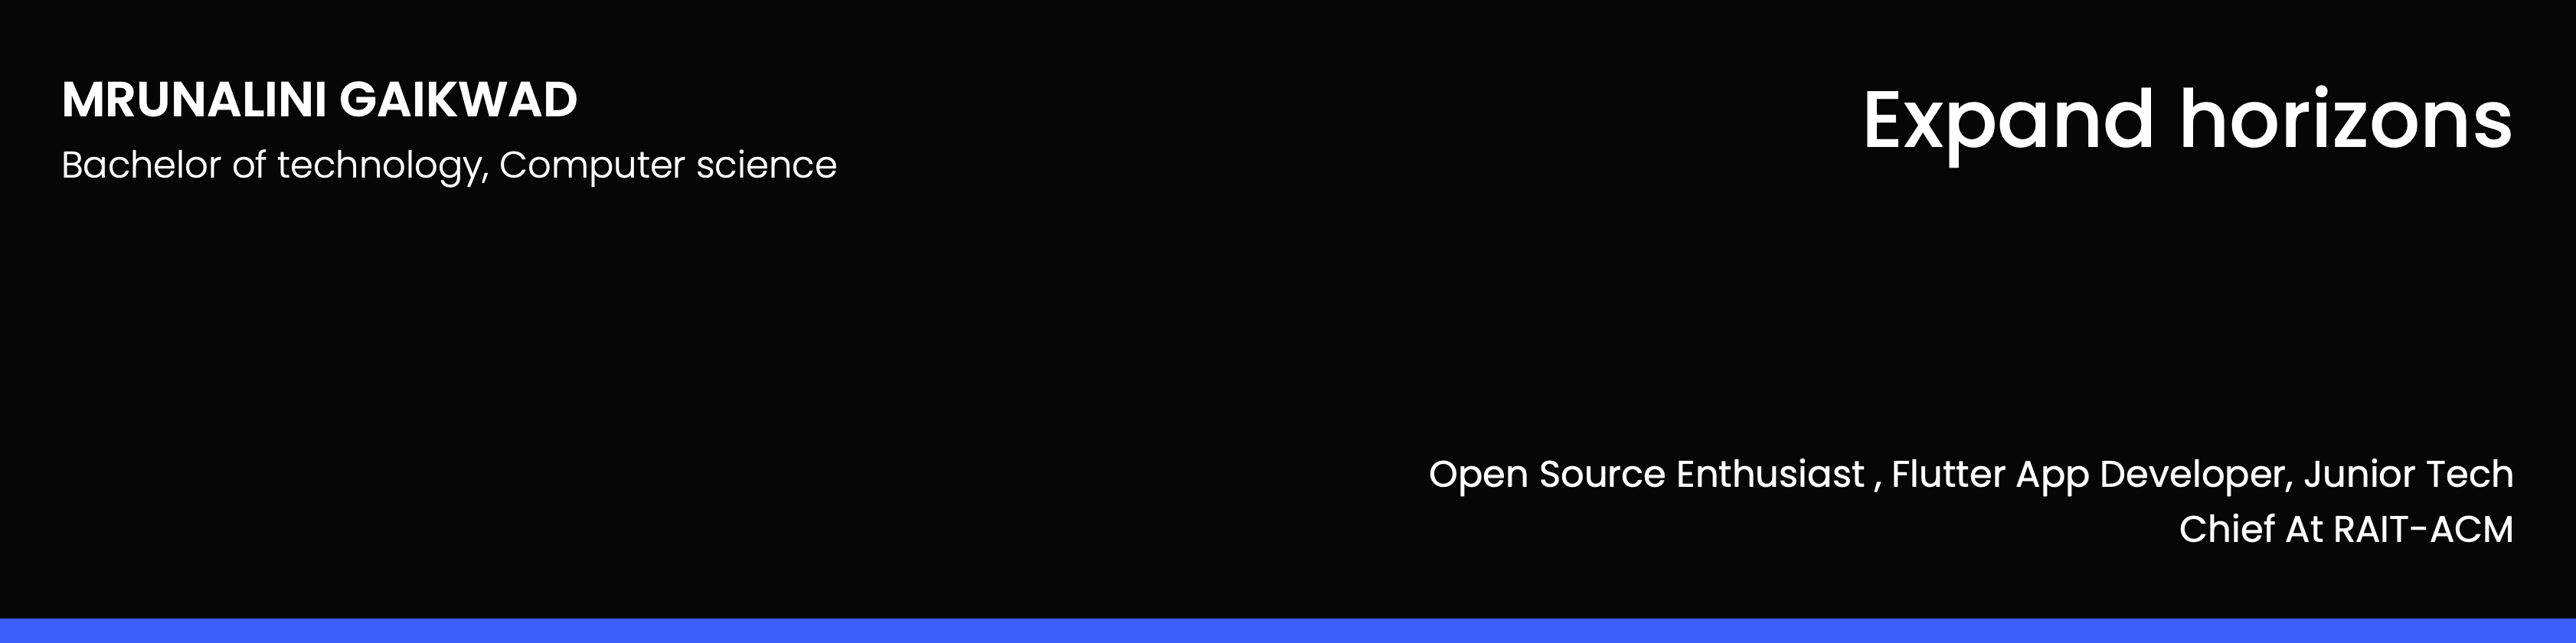 MRUNALINI GAIKWAD
Bachelor of technology, Computer science
Expand horizons
Open Source Enthusiast , Flutter App Developer, Junior Tech
Chief At RAIT-ACM